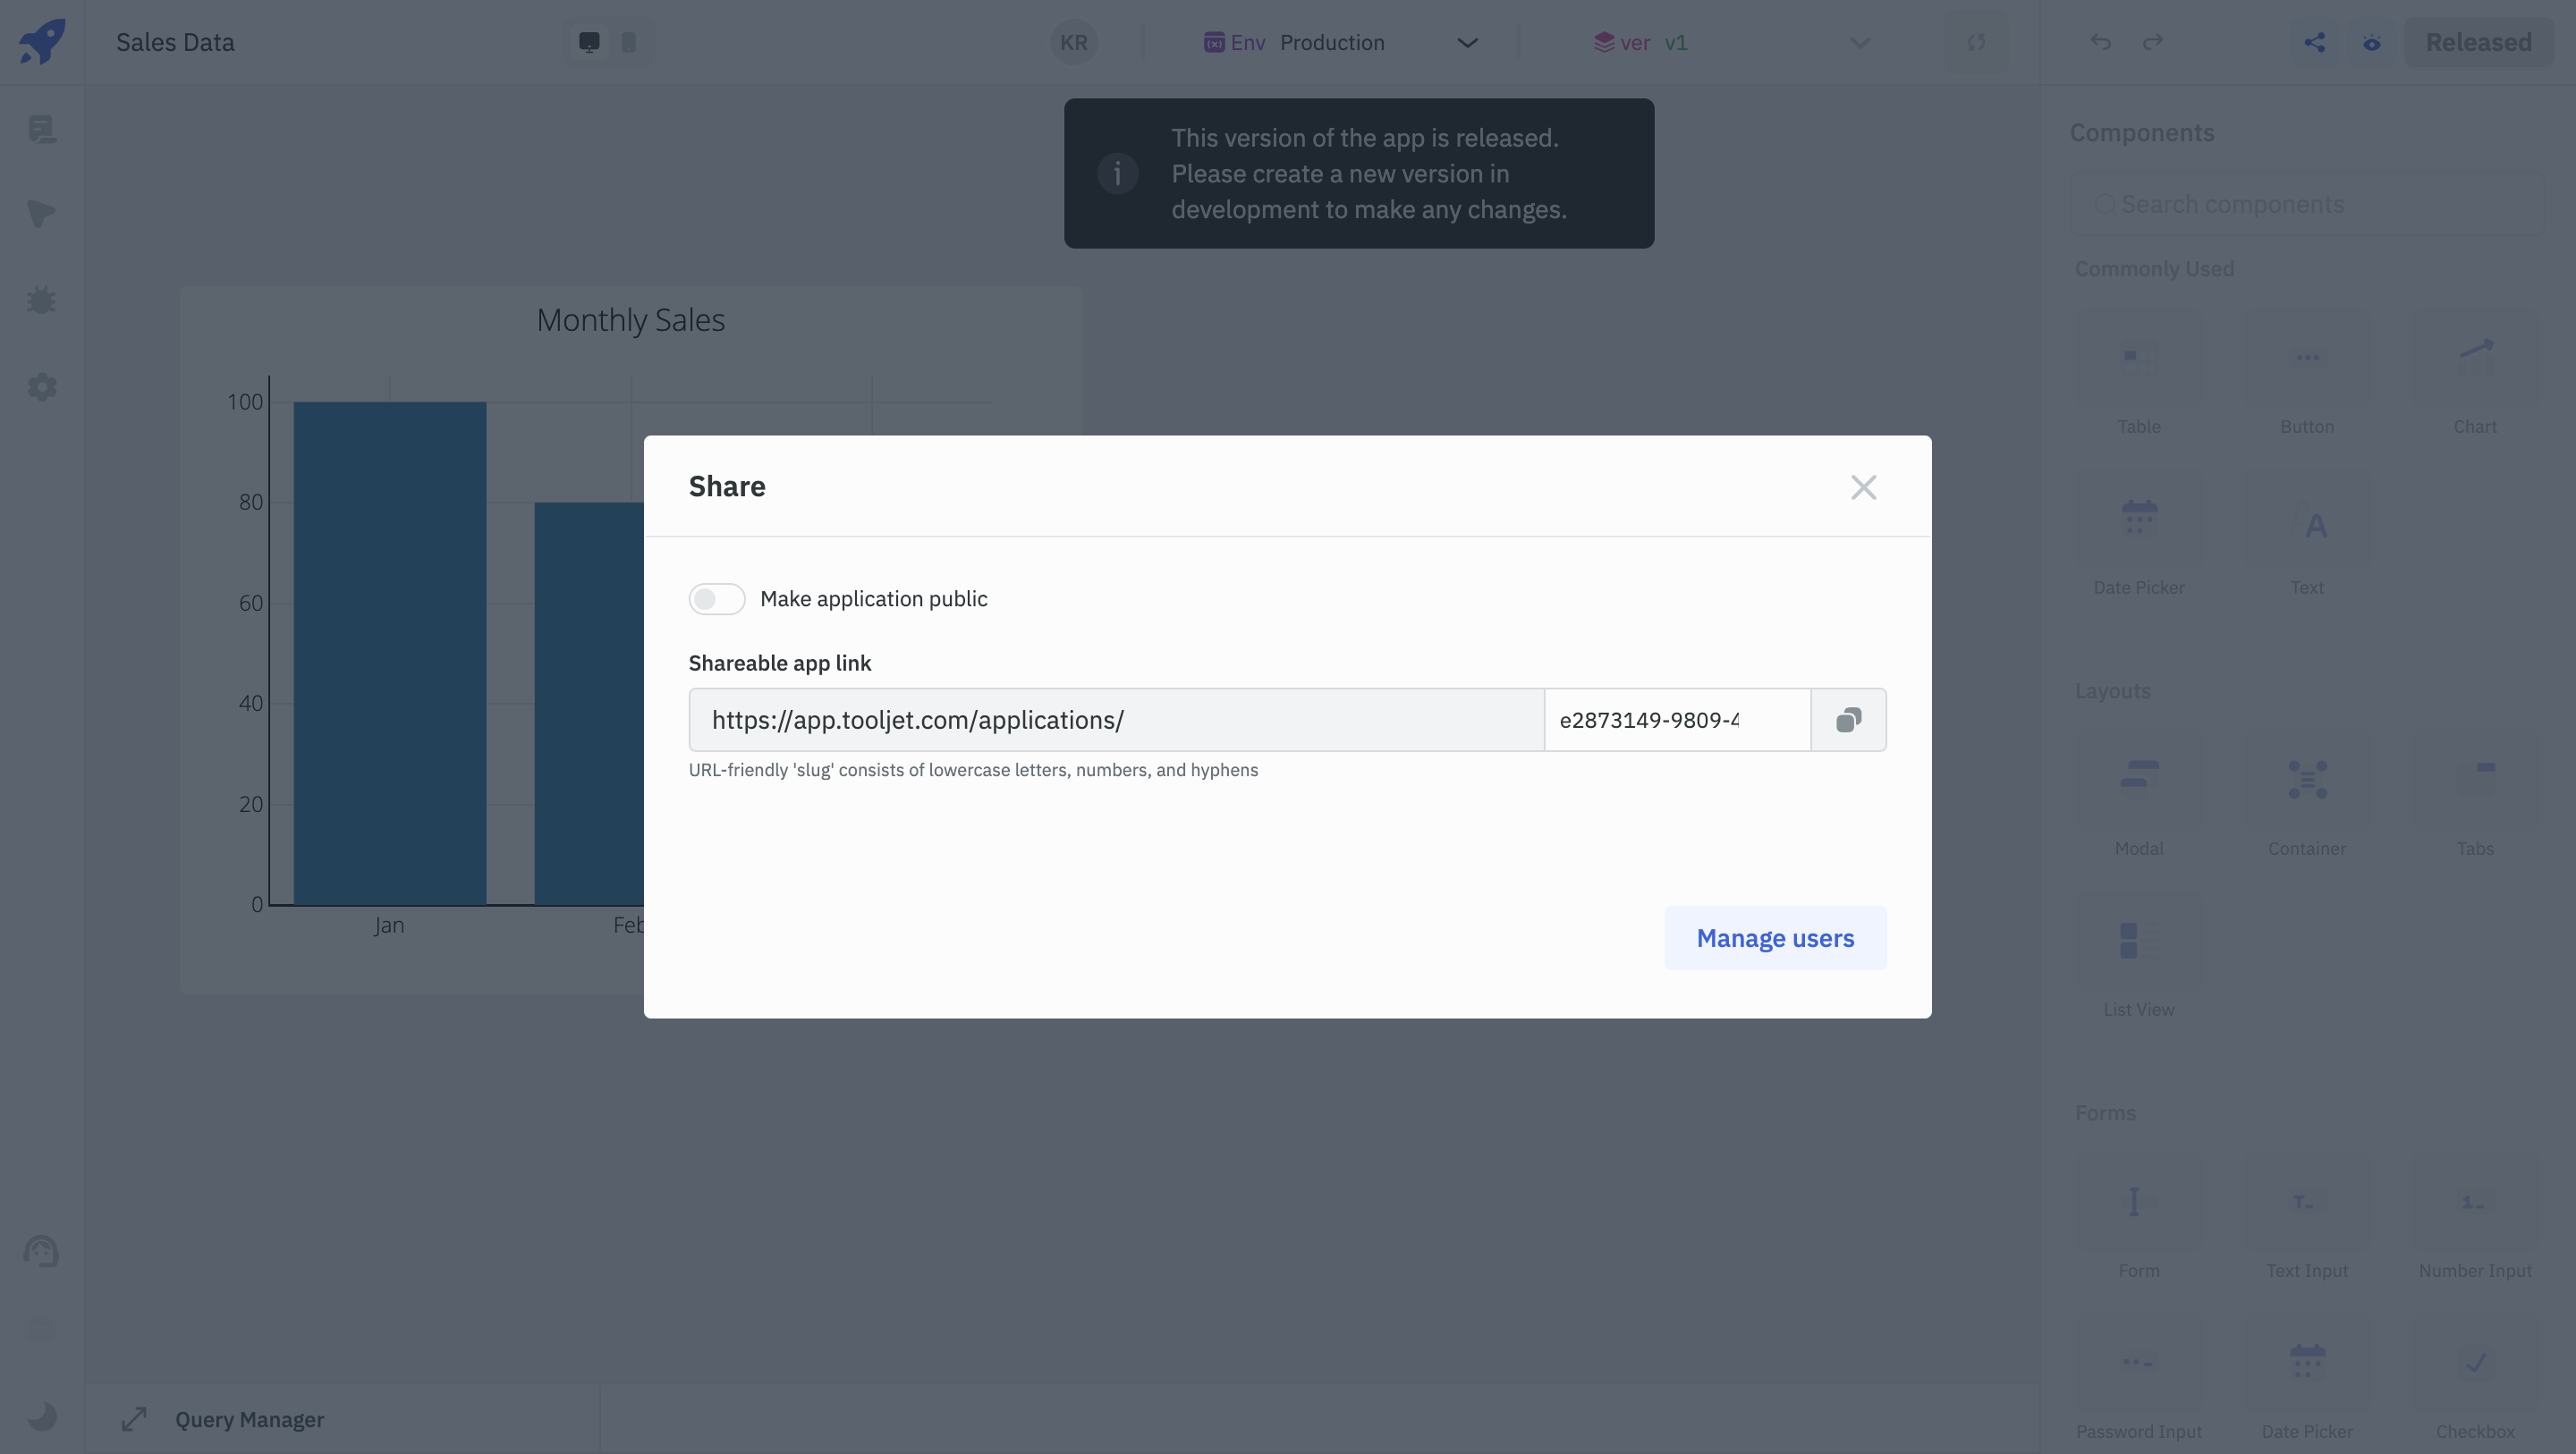 Sales Data
KR
Env Production
ver v1
Released
This version of the app is released.
Please create a new version in
development to make any changes.
Components
Search components
Commonly Used
Table
Button
Chart
Date Picker
Text
Layouts
Modal
Container
Tabs
List View
Forms
Form
Text Input
Number Input
Password Input
Date Picker
Checkbox
Monthly Sales
100
80
60
40
20
0
Jan
Feb
Share
Make application public
Shareable app link
https://app.tooljet.com/applications/
e2873149-9809-4
URL-friendly 'slug' consists of lowercase letters, numbers, and hyphens
Manage users
Query Manager